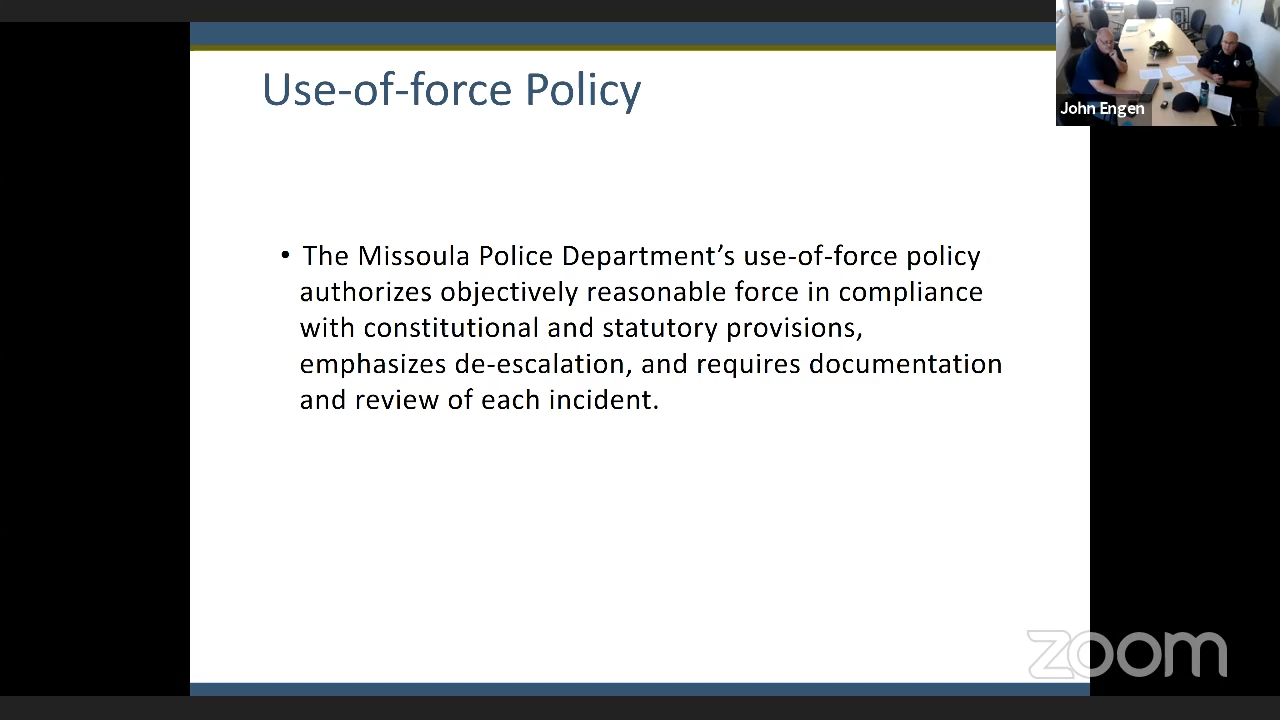 Use-of-force Policy
John Engen
• The Missoula Police Department’s use-of-force policy
authorizes objectively reasonable force in compliance
with constitutional and statutory provisions,
emphasizes de-escalation, and requires documentation
and review of each incident.
zoom